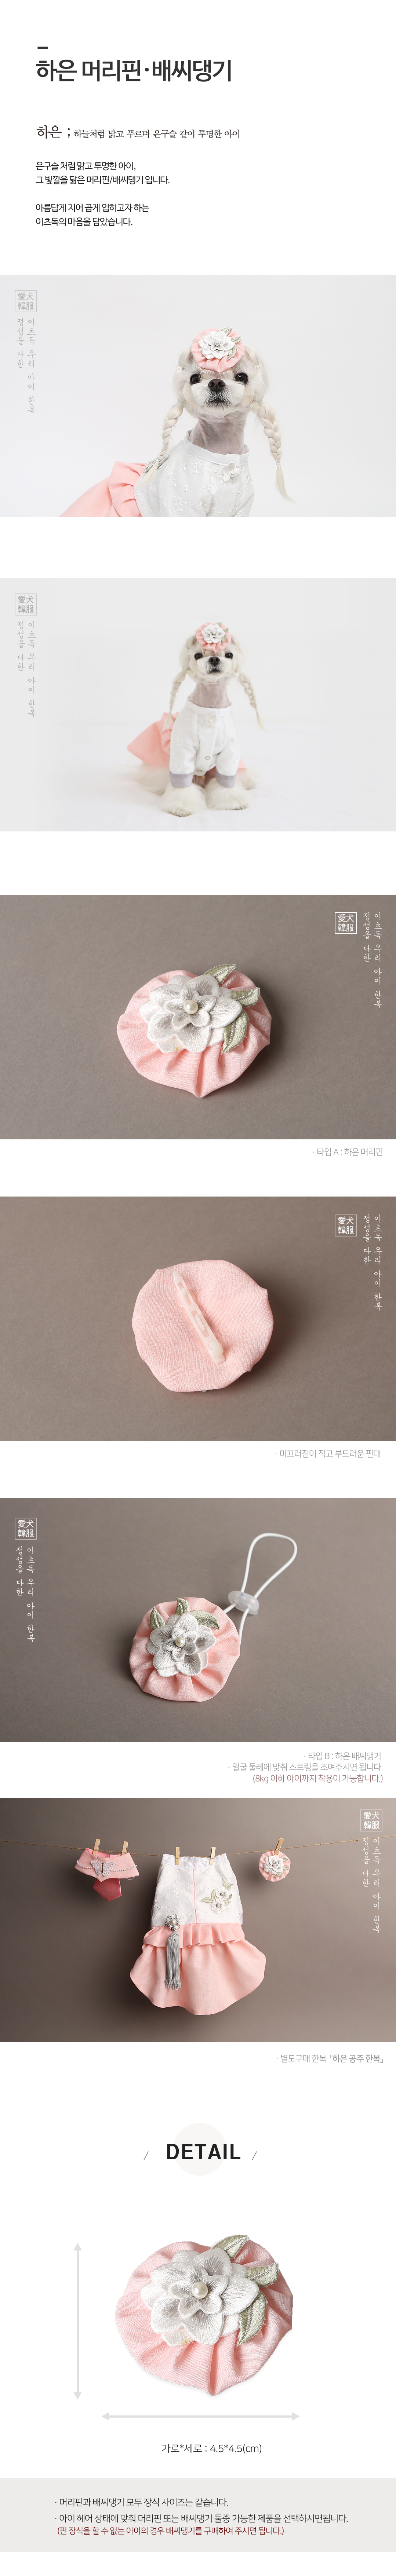 하은 머리핀·배씨댕기
하은 ; 하늘처럼 맑고 푸르며 은구슬 같이 투명한 아이
은구슬 처럼 맑고 투명한 아이,
그 빛깔을 닮은 머리핀/배씨댕기 입니다.
아름답게 지어 곱게 입히고자 하는
이츠독의 마음을 담았습니다.
愛犬
韓服
이츠독 우리 아이 한복
정성을 다한
愛犬
韓服
이츠독 우리 아이 한복
정성을 다한
愛犬
韓服
이츠독 우리 아이 한복
정성을 다한
· 타입 A : 하은 머리핀
愛犬
韓服
이츠독 우리 아이 한복
정성을 다한
· 미끄러짐이 적고 부드러운 핀대
愛犬
韓服
이츠독 우리 아이 한복
정성을 다한
· 타입 B : 하은 배씨댕기
· 얼굴 둘레에 맞춰 스트링을 조여주시면 됩니다.
(8kg 이하 아이까지 착용이 가능합니다.)
愛犬
韓服
이츠독 우리 아이 한복
정성을 다한
· 별도구매 한복 「하은 공주 한복」
/ DETAIL /
가로*세로 : 4.5*4.5(cm)
· 머리핀과 배씨댕기 모두 장식 사이즈는 같습니다.
· 아이 헤어 상태에 맞춰 머리핀 또는 배씨댕기 둘중 가능한 제품을 선택하시면됩니다.
(핀 장식을 할 수 없는 아이의 경우 배씨댕기를 구매하여 주시면 됩니다.)